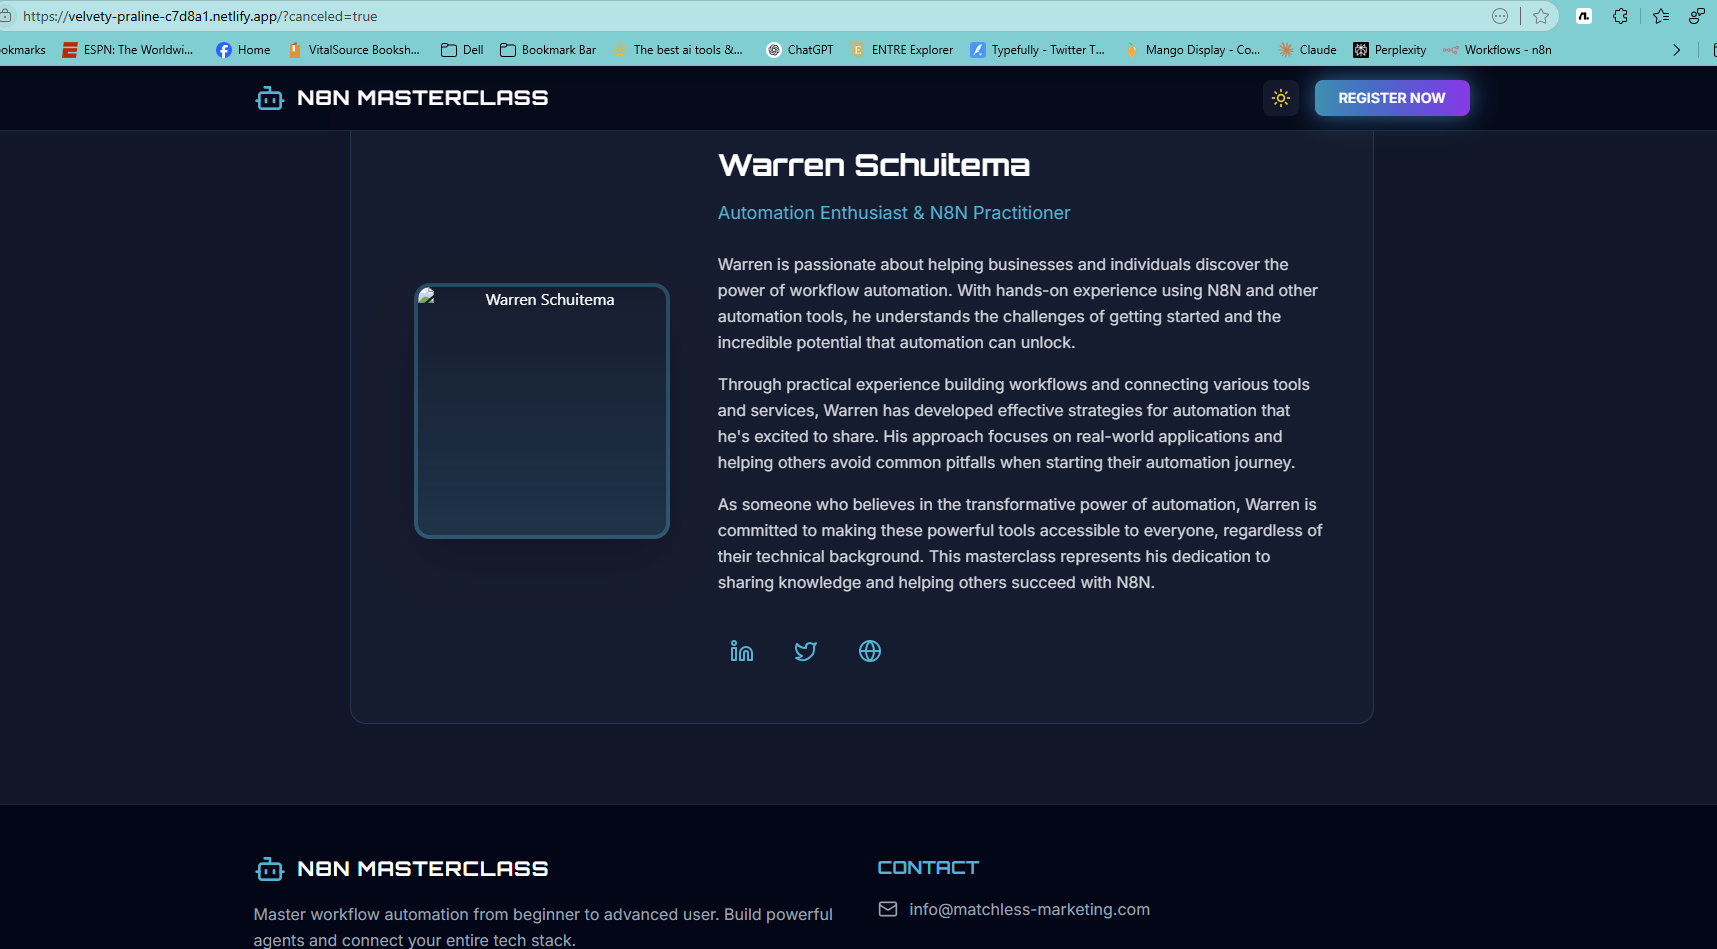 https://velvety-praline-c7d8a1.netlify.app/?canceled=true
okmarks ESPN: The Worldwi... Home VitalSource Booksh... Dell Bookmark Bar The best ai tools &... ChatGPT ENTRE Explorer Typefully - Twitter T... Mango Display - Co... Claude Perplexity Workflows - n8n
N8N MASTERCLASS
REGISTER NOW
Warren Schuitema
Automation Enthusiast & N8N Practitioner
Warren Schuitema
Warren is passionate about helping businesses and individuals discover the
power of workflow automation. With hands-on experience using N8N and other
automation tools, he understands the challenges of getting started and the
incredible potential that automation can unlock.
Through practical experience building workflows and connecting various tools
and services, Warren has developed effective strategies for automation that
he's excited to share. His approach focuses on real-world applications and
helping others avoid common pitfalls when starting their automation journey.
As someone who believes in the transformative power of automation, Warren is
committed to making these powerful tools accessible to everyone, regardless of
their technical background. This masterclass represents his dedication to
sharing knowledge and helping others succeed with N8N.
N8N MASTERCLASS
Master workflow automation from beginner to advanced user. Build powerful
agents and connect your entire tech stack.
CONTACT
info@matchless-marketing.com